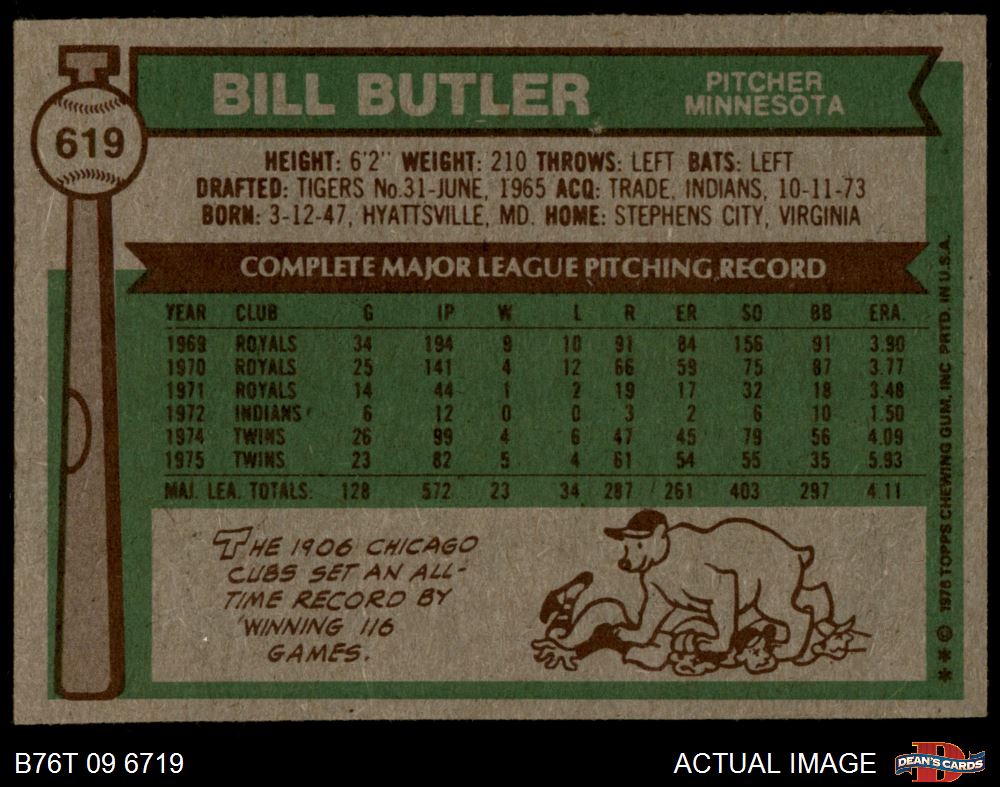 619
BILL BUTLER
PITCHER
MINNESOTA
HEIGHT: 6'2" WEIGHT: 210 THROWS: LEFT BATS: LEFT
DRAFTED: TIGERS No.31-JUNE, 1965 ACQ: TRADE, INDIANS, 10-11-73
BORN: 3-12-47, HYATTSVILLE, MD. HOME: STEPHENS CITY, VIRGINIA
COMPLETE MAJOR LEAGUE PITCHING RECORD
YEAR CLUB G IP W L R ER SO BB ERA.
1969 ROYALS 34 194 9 10 91 84 156 91 3.90
1970 ROYALS 25 141 4 12 66 59 75 87 3.77
1971 ROYALS 14 44 1 2 19 17 32 18 3.48
1972 INDIANS 6 12 0 0 3 2 6 10 1.50
1974 TWINS 26 99 4 6 47 45 79 56 4.09
1975 TWINS 23 82 5 4 61 54 55 35 5.93
MAJ. LEA. TOTALS: 128 572 23 34 287 261 403 297 4.11
THE 1906 CHICAGO
CUBS SET AN ALL-
TIME RECORD BY
WINNING 116
GAMES.
** © 1976 TOPPS CHEWING GUM, INC PRTD. IN U.S.A.
B76T 09 6719
ACTUAL IMAGE
D
DEAN'S CARDS